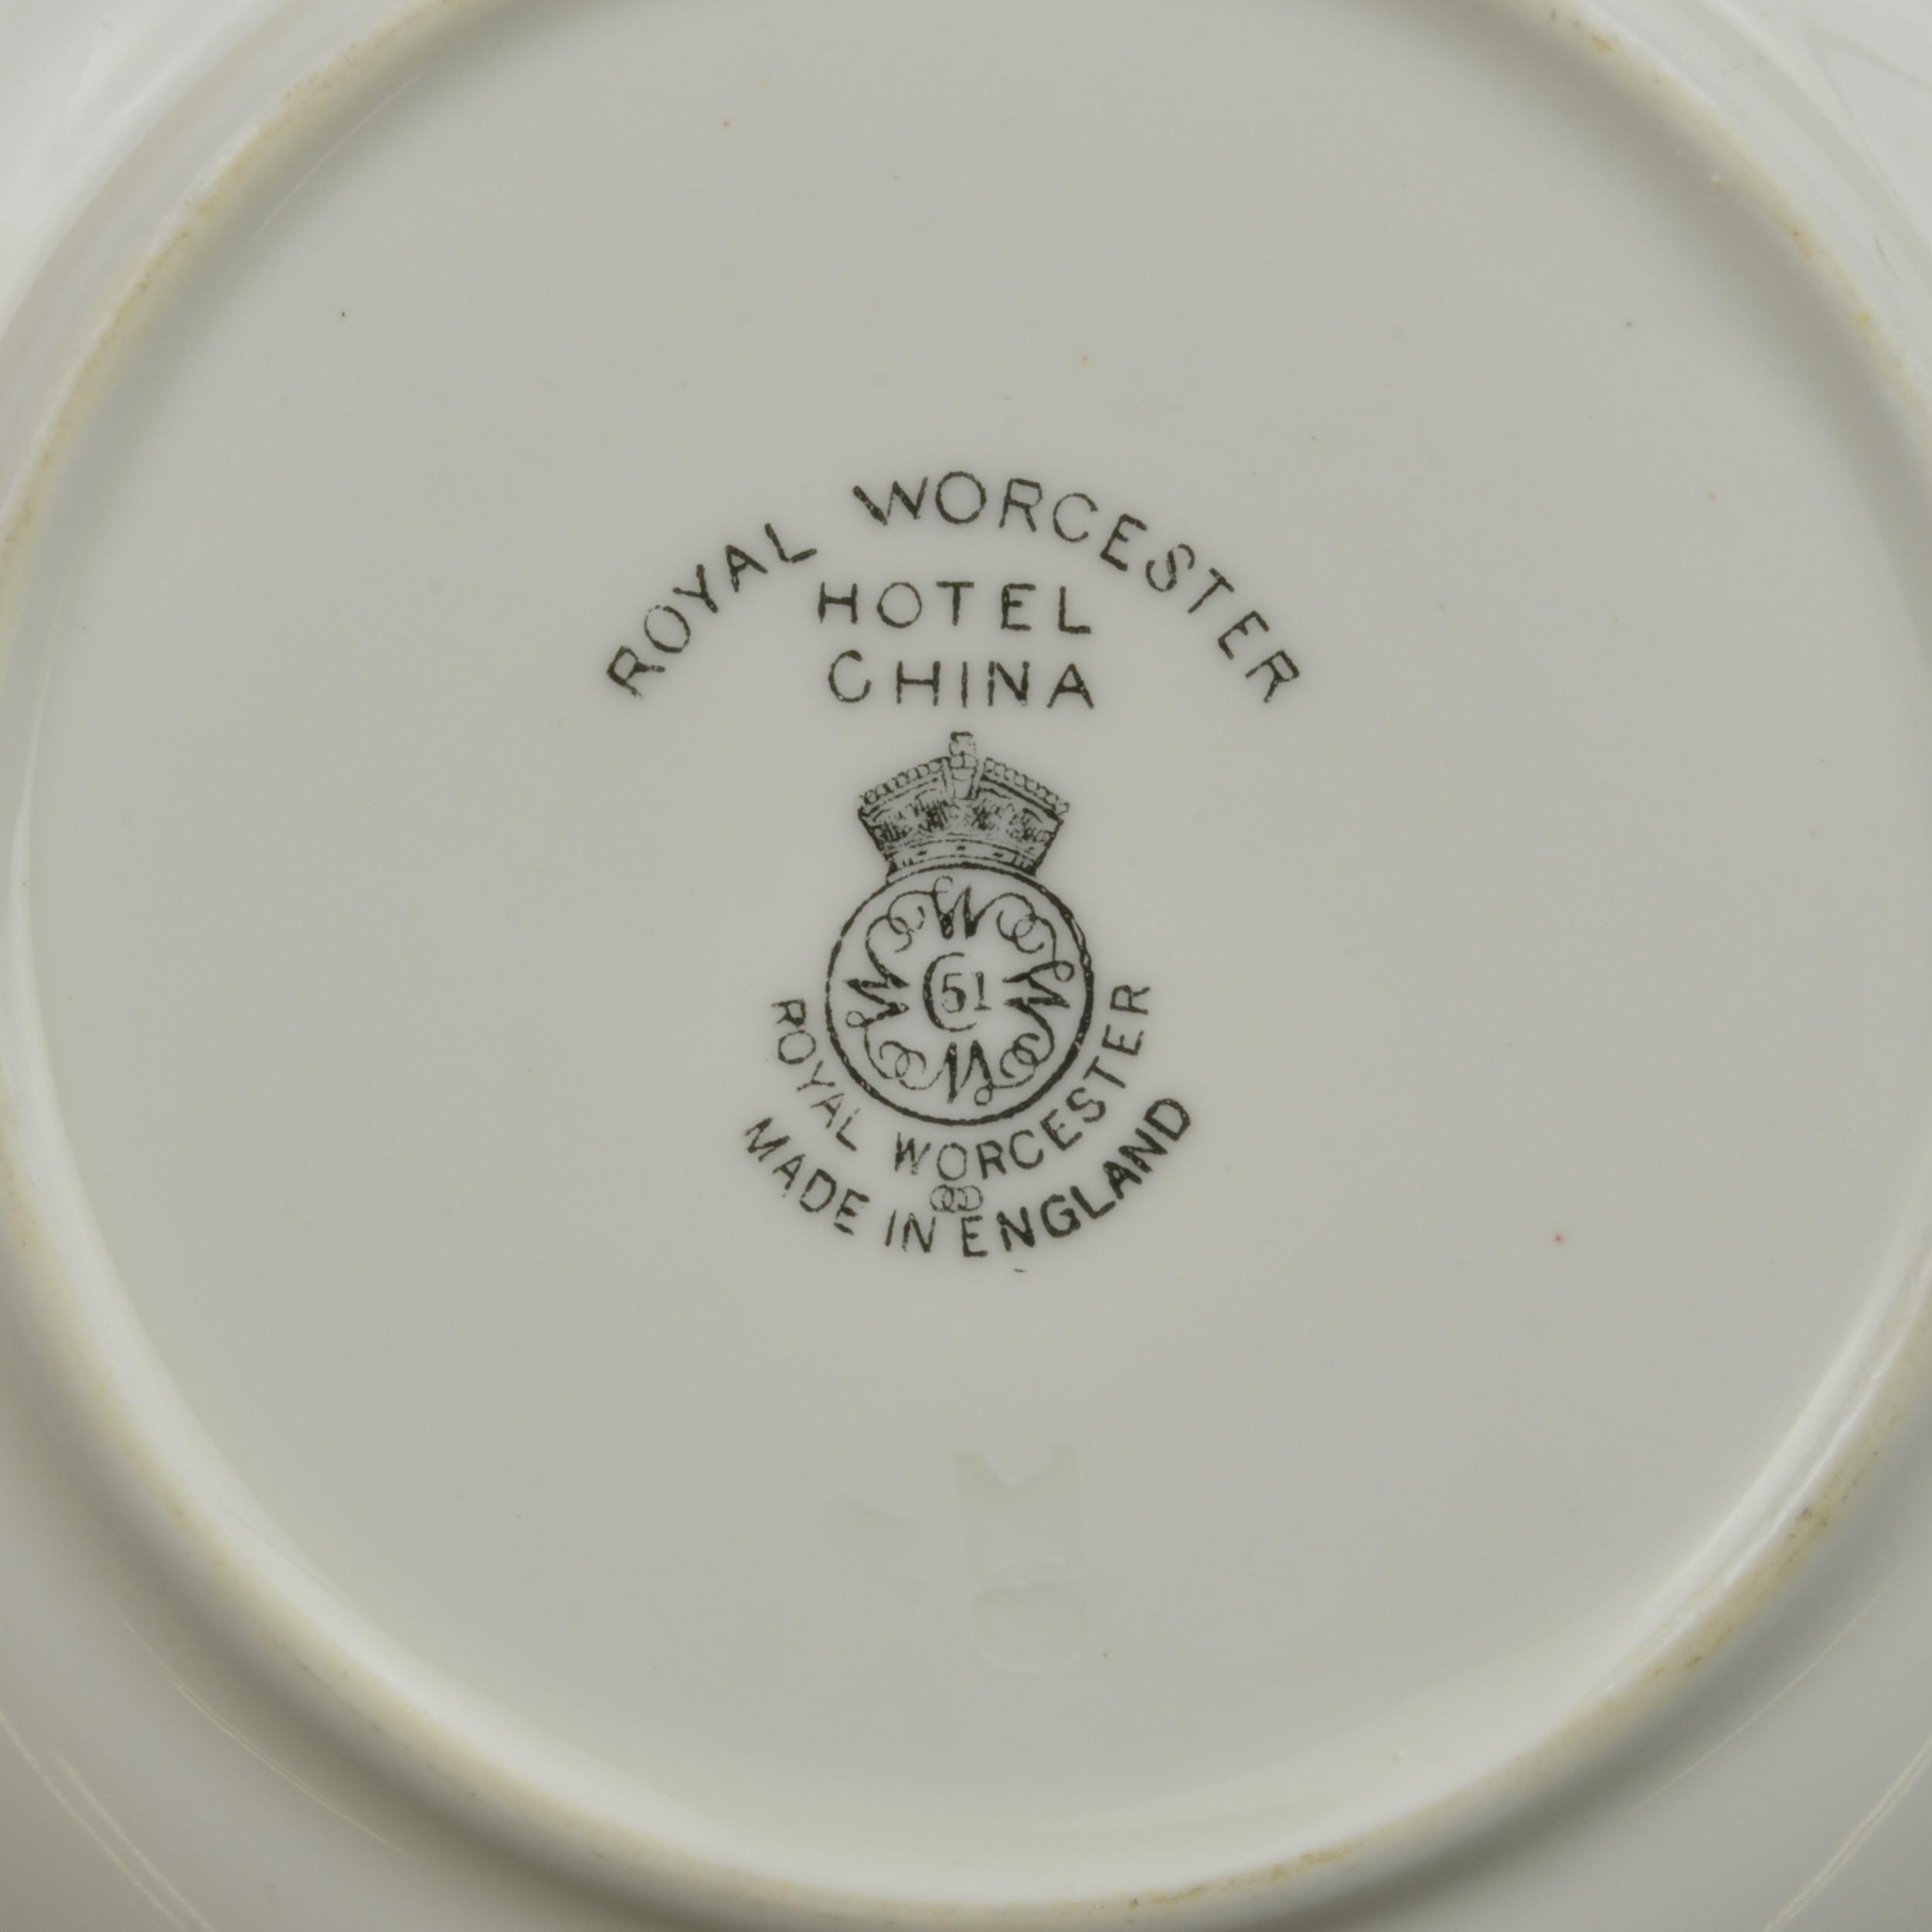 ROYAL WORCESTER
HOTEL
CHINA
W W W W
C 51
ROYAL WORCESTER
MADE IN ENGLAND